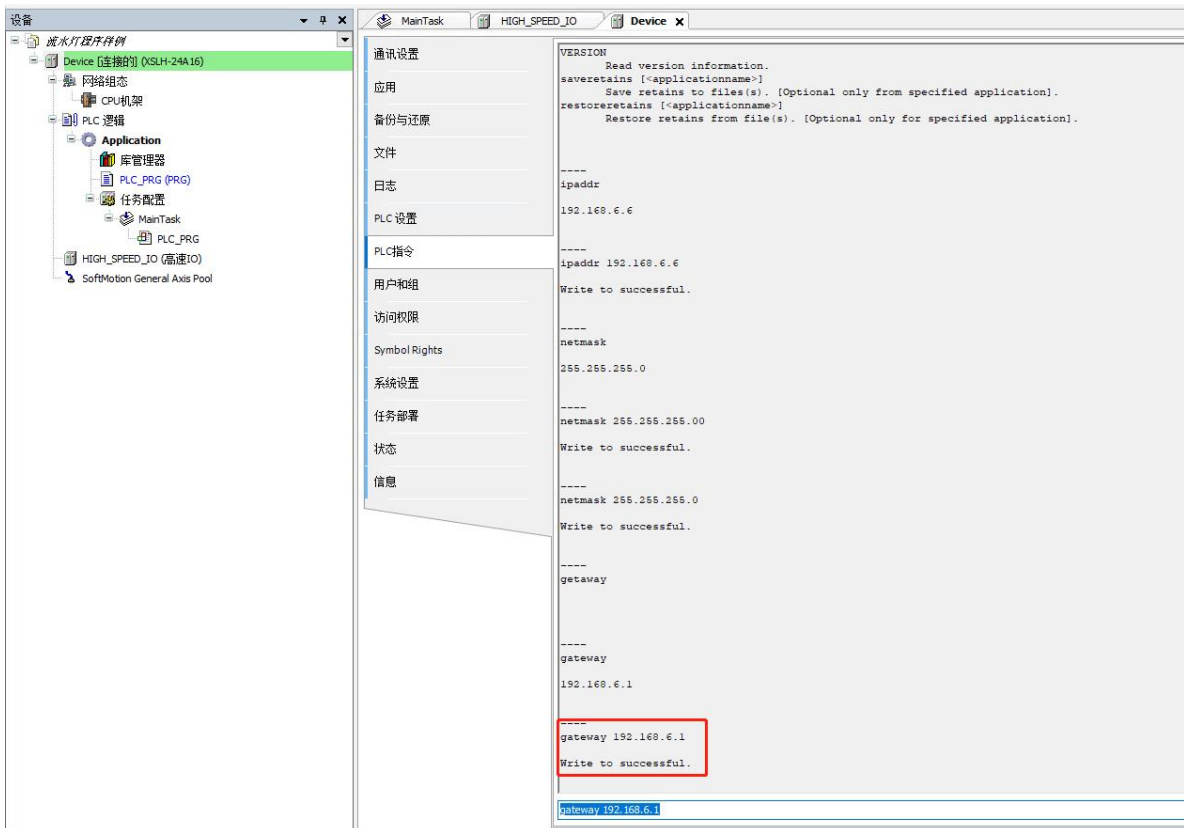 设备
流水灯程序样例
Device [连接的] (XSLH-24A16)
网络组态
CPU机架
PLC 逻辑
Application
库管理器
PLC_PRG (PRG)
任务配置
MainTask
PLC_PRG
HIGH_SPEED_IO (高速IO)
SoftMotion General Axis Pool
MainTask
HIGH_SPEED_IO
Device
通讯设置
应用
备份与还原
文件
日志
PLC 设置
PLC指令
用户和组
访问权限
Symbol Rights
系统设置
任务部署
状态
信息
VERSION
Read version information.
saveretains [<applicationname>]
Save retains to files(s). [Optional only from specified application].
restoreretains [<applicationname>]
Restore retains from file(s). [Optional only for specified application].
----
ipaddr
192.168.6.6
----
ipaddr 192.168.6.6
Write to successful.
----
netmask
255.255.255.0
----
netmask 255.255.255.00
Write to successful.
----
netmask 255.255.255.0
Write to successful.
----
getaway
----
gateway
192.168.6.1
----
gateway 192.168.6.1
Write to successful.
gateway 192.168.6.1